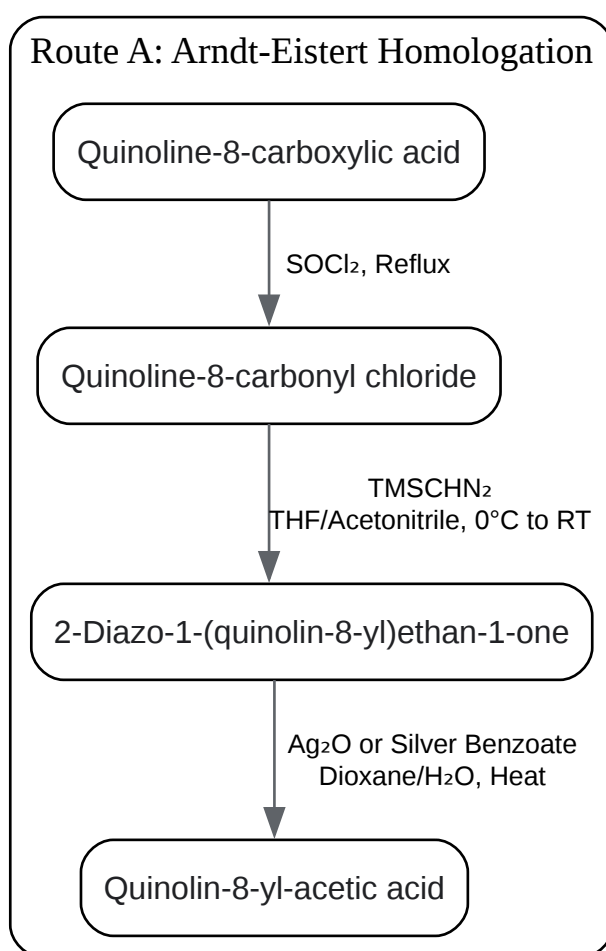 Route A: Arndt-Eistert Homologation
Quinoline-8-carboxylic acid
SOCl₂, Reflux
Quinoline-8-carbonyl chloride
TMSCHN₂
THF/Acetonitrile, 0°C to RT
2-Diazo-1-(quinolin-8-yl)ethan-1-one
Ag₂O or Silver Benzoate
Dioxane/H₂O, Heat
Quinolin-8-yl-acetic acid